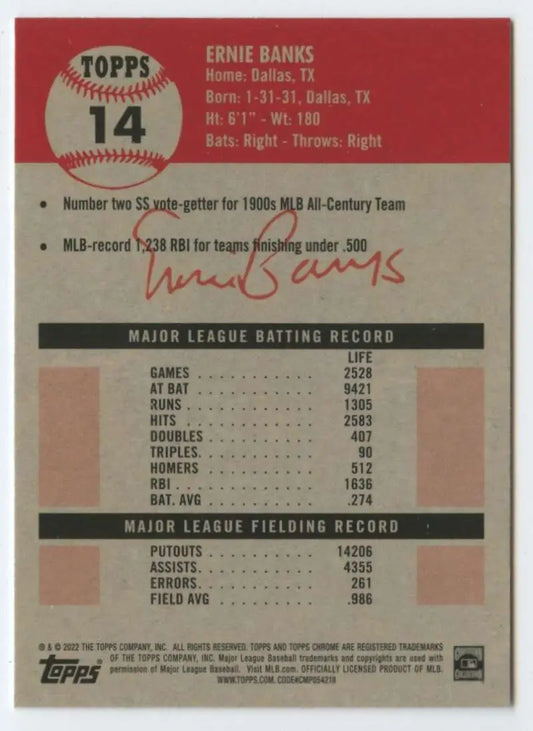 TOPPS
14
ERNIE BANKS
Home: Dallas, TX
Born: 1-31-31, Dallas, TX
Ht: 6'1" - Wt: 180
Bats: Right - Throws: Right
• Number two SS vote-getter for 1900s MLB All-Century Team
• MLB-record 1,238 RBI for teams finishing under .500
Ernie Banks
MAJOR LEAGUE BATTING RECORD
LIFE
GAMES . . . . . . . . . . . 2528
AT BAT . . . . . . . . . . . 9421
RUNS . . . . . . . . . . . 1305
HITS . . . . . . . . . . . . 2583
DOUBLES . . . . . . . . . . 407
TRIPLES. . . . . . . . . . . 90
HOMERS . . . . . . . . . . 512
RBI . . . . . . . . . . . . . 1636
BAT. AVG . . . . . . . . . . .274
MAJOR LEAGUE FIELDING RECORD
PUTOUTS . . . . . . . . . . 14206
ASSISTS. . . . . . . . . . . 4355
ERRORS. . . . . . . . . . . 261
FIELD AVG . . . . . . . . . .986
® & © 2022 THE TOPPS COMPANY, INC. ALL RIGHTS RESERVED. TOPPS AND TOPPS CHROME ARE REGISTERED TRADEMARKS
OF THE TOPPS COMPANY, INC. Major League Baseball trademarks and copyrights are used with
topps permission of Major League Baseball. Visit MLB.com. OFFICIALLY LICENSED PRODUCT OF MLB.
WWW.TOPPS.COM. CODE#CMP054218